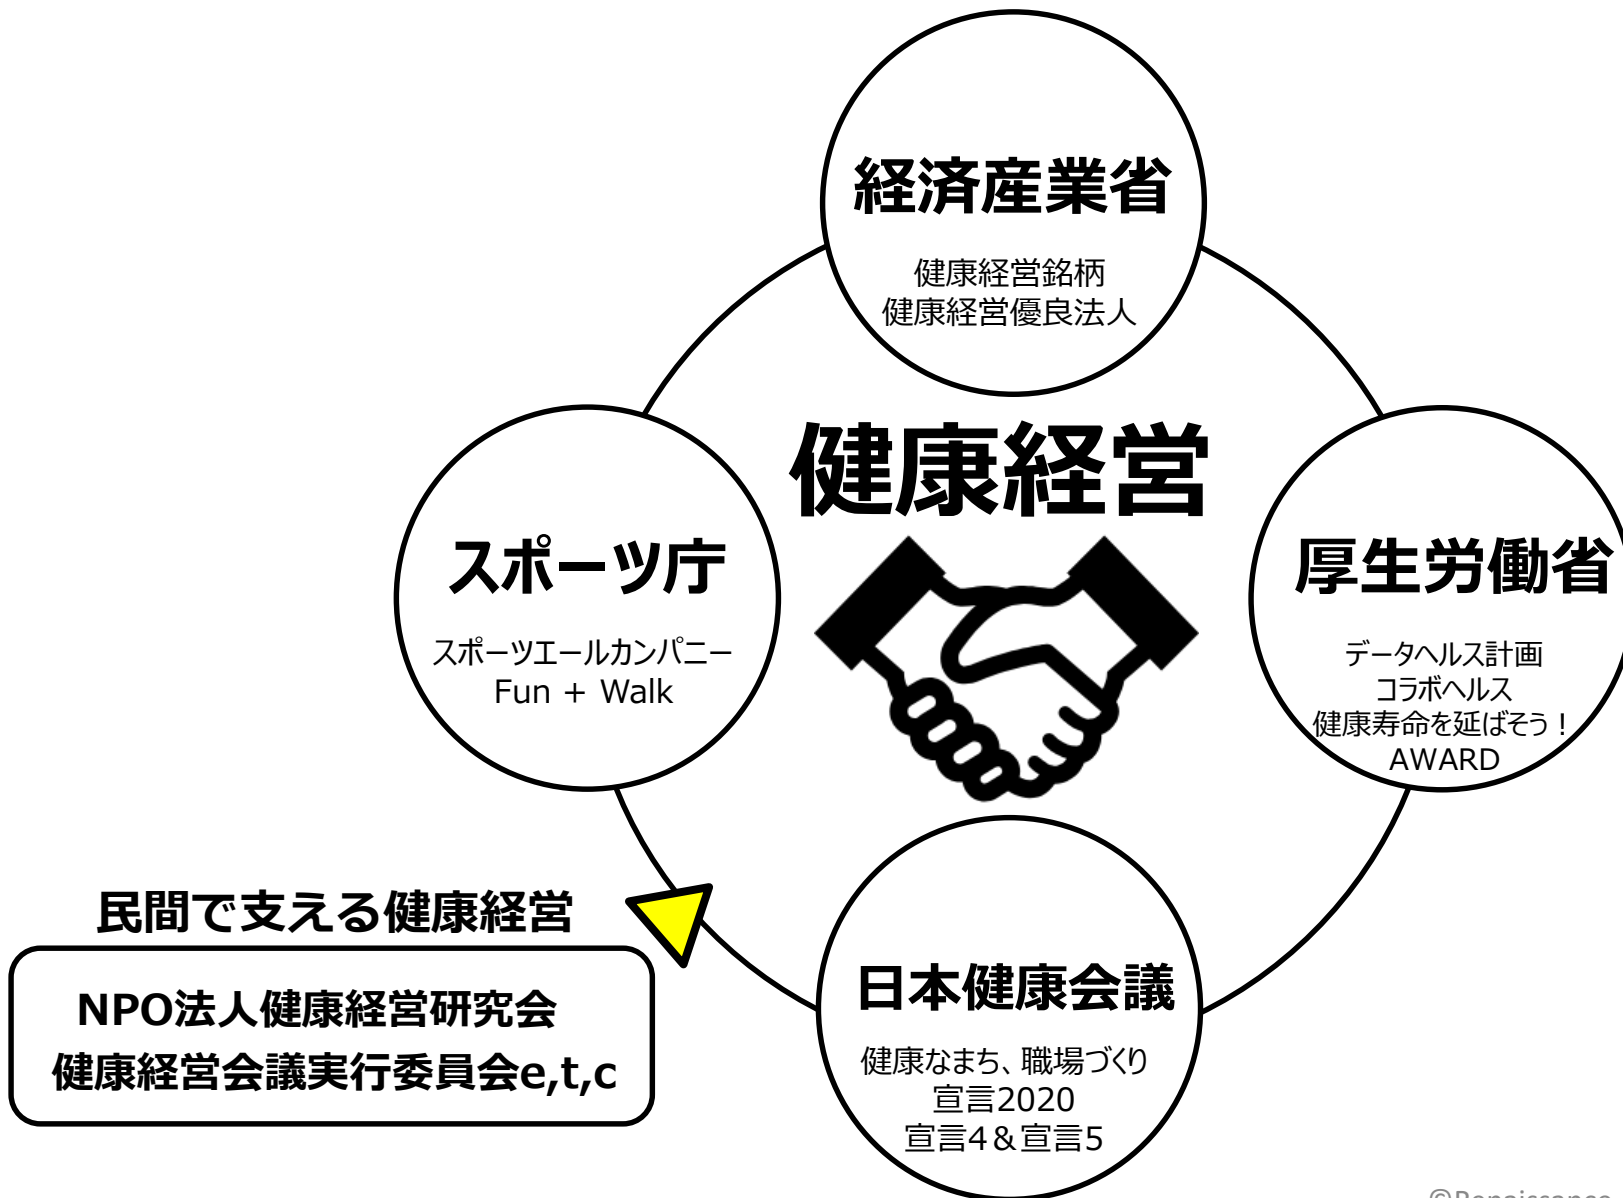 経済産業省
健康経営銘柄
健康経営優良法人
健康経営
スポーツ庁
スポーツエールカンパニー
Fun + Walk
厚生労働省
データヘルス計画
コラボヘルス
健康寿命を延ばそう！
AWARD
日本健康会議
健康なまち、職場づくり
宣言2020
宣言4＆宣言5
民間で支える健康経営
NPO法人健康経営研究会
健康経営会議実行委員会e,t,c
©Renaissance